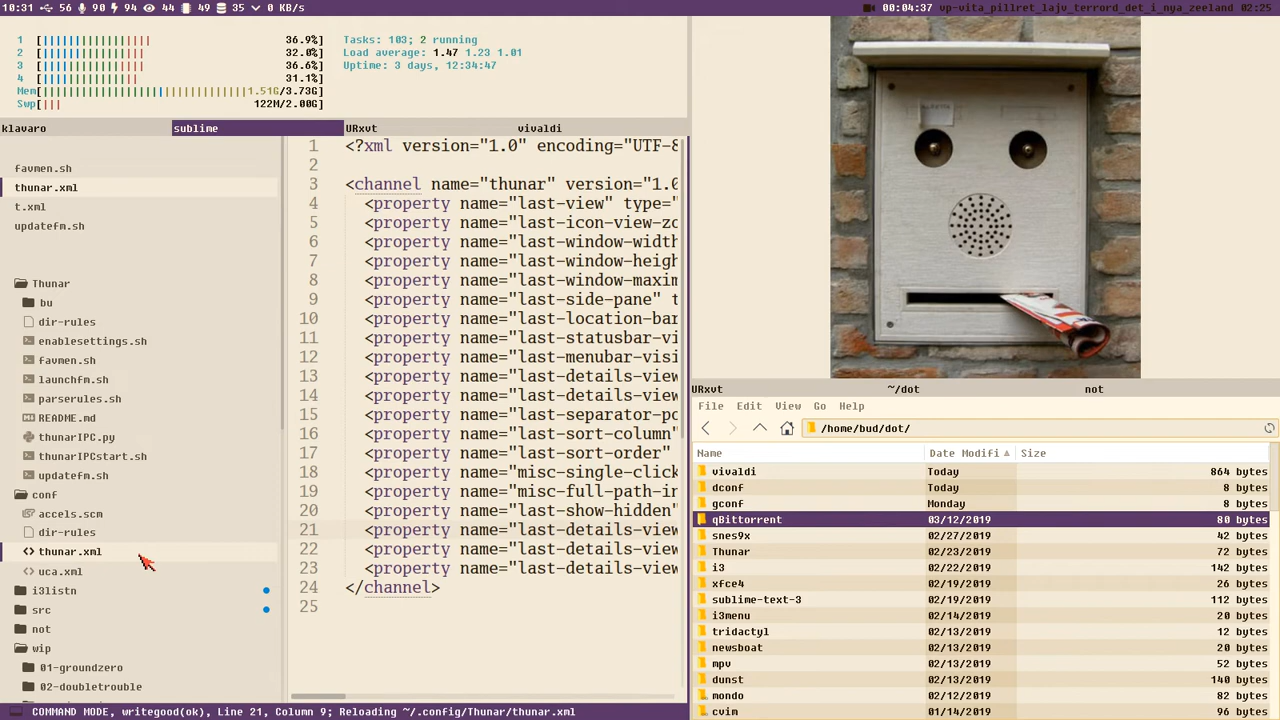 10:31 56 90 94 44 49 35 0 KB/s
00:04:37 vp-vita_pillret_lajv_terrord_det_i_nya_zeeland 02:25
1 [||||||||||||||||||||||| 36.9%]
2 [||||||||||||||||||||| 32.0%]
3 [|||||||||||||||||||||| 36.6%]
4 [||||||||||||||||||||| 31.1%]
Mem[||||||||||||||||||||||||||||||||||||1.51G/3.73G]
Swp[||| 122M/2.00G]
Tasks: 103; 2 running
Load average: 1.47 1.23 1.01
Uptime: 3 days, 12:34:47
klavaro sublime URxvt vivaldi
favmen.sh
thunar.xml
t.xml
updatefm.sh
Thunar
bu
dir-rules
enablesettings.sh
favmen.sh
launchfm.sh
parserules.sh
README.md
thunarIPC.py
thunarIPCstart.sh
updatefm.sh
conf
accels.scm
dir-rules
thunar.xml
uca.xml
i3listn
src
not
wip
01-groundzero
02-doubletrouble
1 <?xml version="1.0" encoding="UTF-8
2
3 <channel name="thunar" version="1.0
4 <property name="last-view" type="
5 <property name="last-icon-view-zo
6 <property name="last-window-width
7 <property name="last-window-heigh
8 <property name="last-window-maxim
9 <property name="last-side-pane" t
10 <property name="last-location-bar
11 <property name="last-statusbar-vi
12 <property name="last-menubar-visi
13 <property name="last-details-view
14 <property name="last-details-view
15 <property name="last-separator-po
16 <property name="last-sort-column"
17 <property name="last-sort-order"
18 <property name="misc-single-click
19 <property name="misc-full-path-in
20 <property name="last-show-hidden"
21 <property name="last-details-view
22 <property name="last-details-view
23 <property name="last-details-view
24 </channel>
25
COMMAND MODE, writegood(ok), Line 21, Column 9; Reloading ~/.config/Thunar/thunar.xml
URxvt ~/dot not
File Edit View Go Help
/home/bud/dot/
Name Date Modifi Size
vivaldi Today 864 bytes
dconf Today 8 bytes
gconf Monday 8 bytes
qBittorrent 03/12/2019 80 bytes
snes9x 02/27/2019 42 bytes
Thunar 02/23/2019 72 bytes
i3 02/22/2019 148 bytes
xfce4 02/19/2019 26 bytes
sublime-text-3 02/19/2019 112 bytes
i3menu 02/14/2019 20 bytes
tridactyl 02/13/2019 12 bytes
newsboat 02/13/2019 20 bytes
mpv 02/13/2019 52 bytes
dunst 02/13/2019 140 bytes
mondo 02/12/2019 82 bytes
cvim 01/14/2019 96 bytes